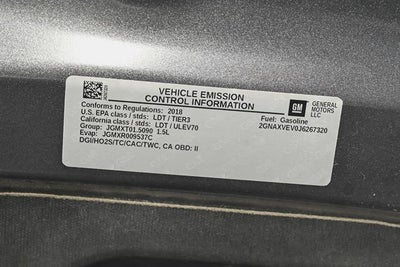 VEHICLE EMISSION
CONTROL INFORMATION
GM
GENERAL
MOTORS
LLC
Conforms to Regulations: 2018
Fuel: Gasoline
U.S. EPA class / stds: LDT / TIER3
2GNAXVEV0J6267320
California class / stds: LDT / ULEV70
Group: JGMXT01.5090 1.5L
Evap: JGMXR009537C
DGI/HO2S/TC/CAC/TWC, CA OBD: II